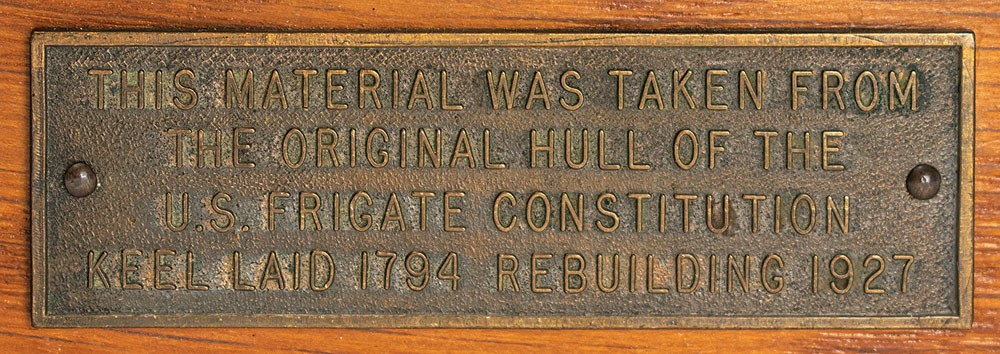 THIS MATERIAL WAS TAKEN FROM
THE ORIGINAL HULL OF THE
U.S. FRIGATE CONSTITUTION
KEEL LAID 1794 REBUILDING 1927